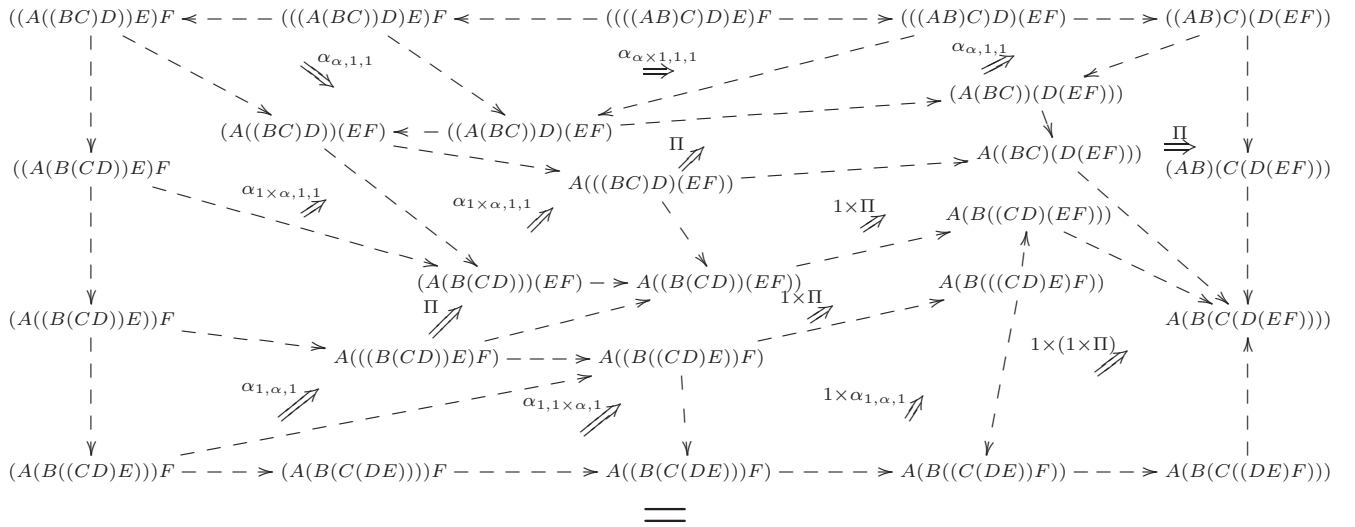 ((A((BC)D))E)F (((A(BC))D)E)F ((((AB)C)D)E)F (((AB)C)D)(EF) ((AB)C)(D(EF))
α_{α,1,1} α_{α×1,1,1} α_{α,1,1}
(A(BC))(D(EF)))
(A((BC)D))(EF) ((A(BC))D)(EF)
Π Π
A((BC)(D(EF)))
((A(B(CD))E)F (AB)(C(D(EF)))
A(((BC)D)(EF))
α_{1×α,1,1} α_{1×α,1,1} 1×Π
A(B((CD)(EF)))
(A(B(CD)))(EF) A((B(CD))(EF)) A(B(((CD)E)F))
Π 1×Π
(A((B(CD))E))F A(B(C(D(EF))))
1×(1×Π)
A(((B(CD))E)F) A((B((CD)E))F)
α_{1,α,1} α_{1,1×α,1} 1×α_{1,α,1}
(A(B((CD)E)))F (A(B(C(DE))))F A((B(C(DE)))F) A(B((C(DE))F)) A(B(C((DE)F)))
=